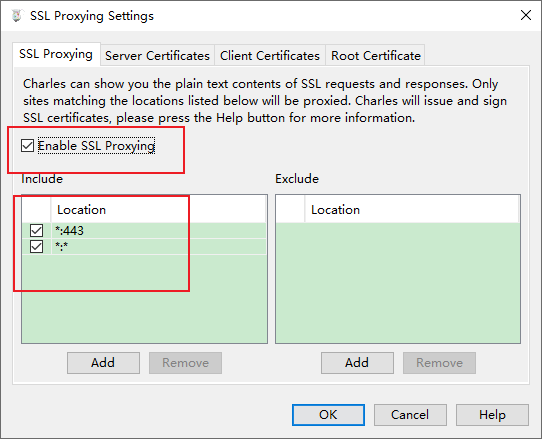 SSL Proxying Settings
SSL Proxying Server Certificates Client Certificates Root Certificate
Charles can show you the plain text contents of SSL requests and responses. Only
sites matching the locations listed below will be proxied. Charles will issue and sign
SSL certificates, please press the Help button for more information.
Enable SSL Proxying
Include Exclude
Location Location
*:443
*:*
Add Remove Add Remove
OK Cancel Help